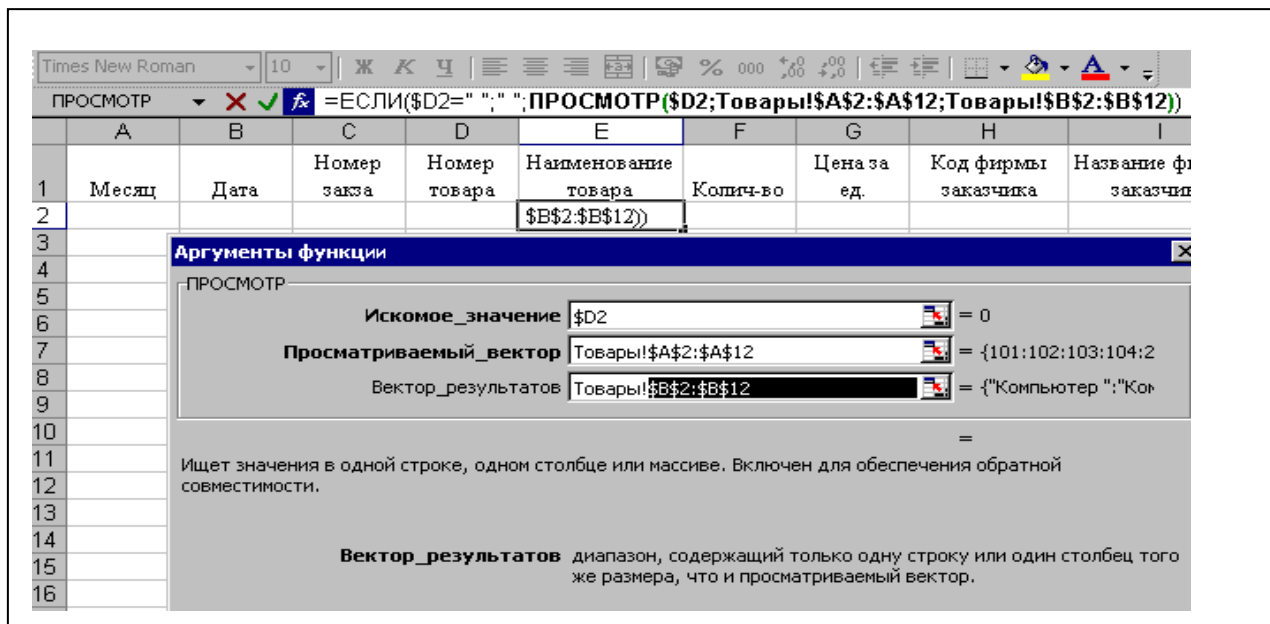 Times New Roman 10 Ж К Ч % 000
ПРОСМОТР =ЕСЛИ($D2=" ";" ";ПРОСМОТР($D2;Товары!$A$2:$A$12;Товары!$B$2:$B$12))
A B C D E F G H I
1 Месяц Дата Номер закза Номер товара Наименование товара Колич-во Цена за ед. Код фирмы заказчика Название
2 $B$2:$B$12))
3
Аргументы функции
4
ПРОСМОТР
5
6 Искомое_значение $D2 = 0
7 Просматриваемый_вектор Товары!$A$2:$A$12 = {101:102:103:104:2
8 Вектор_результатов Товары!$B$2:$B$12 = {"Компьютер ":"Ком
9
10 =
11 Ищет значения в одной строке, одном столбце или массиве. Включен для обеспечения обратной
12 совместимости.
13
14 Вектор_результатов диапазон, содержащий только одну строку или один столбец того
15 же размера, что и просматриваемый вектор.
16